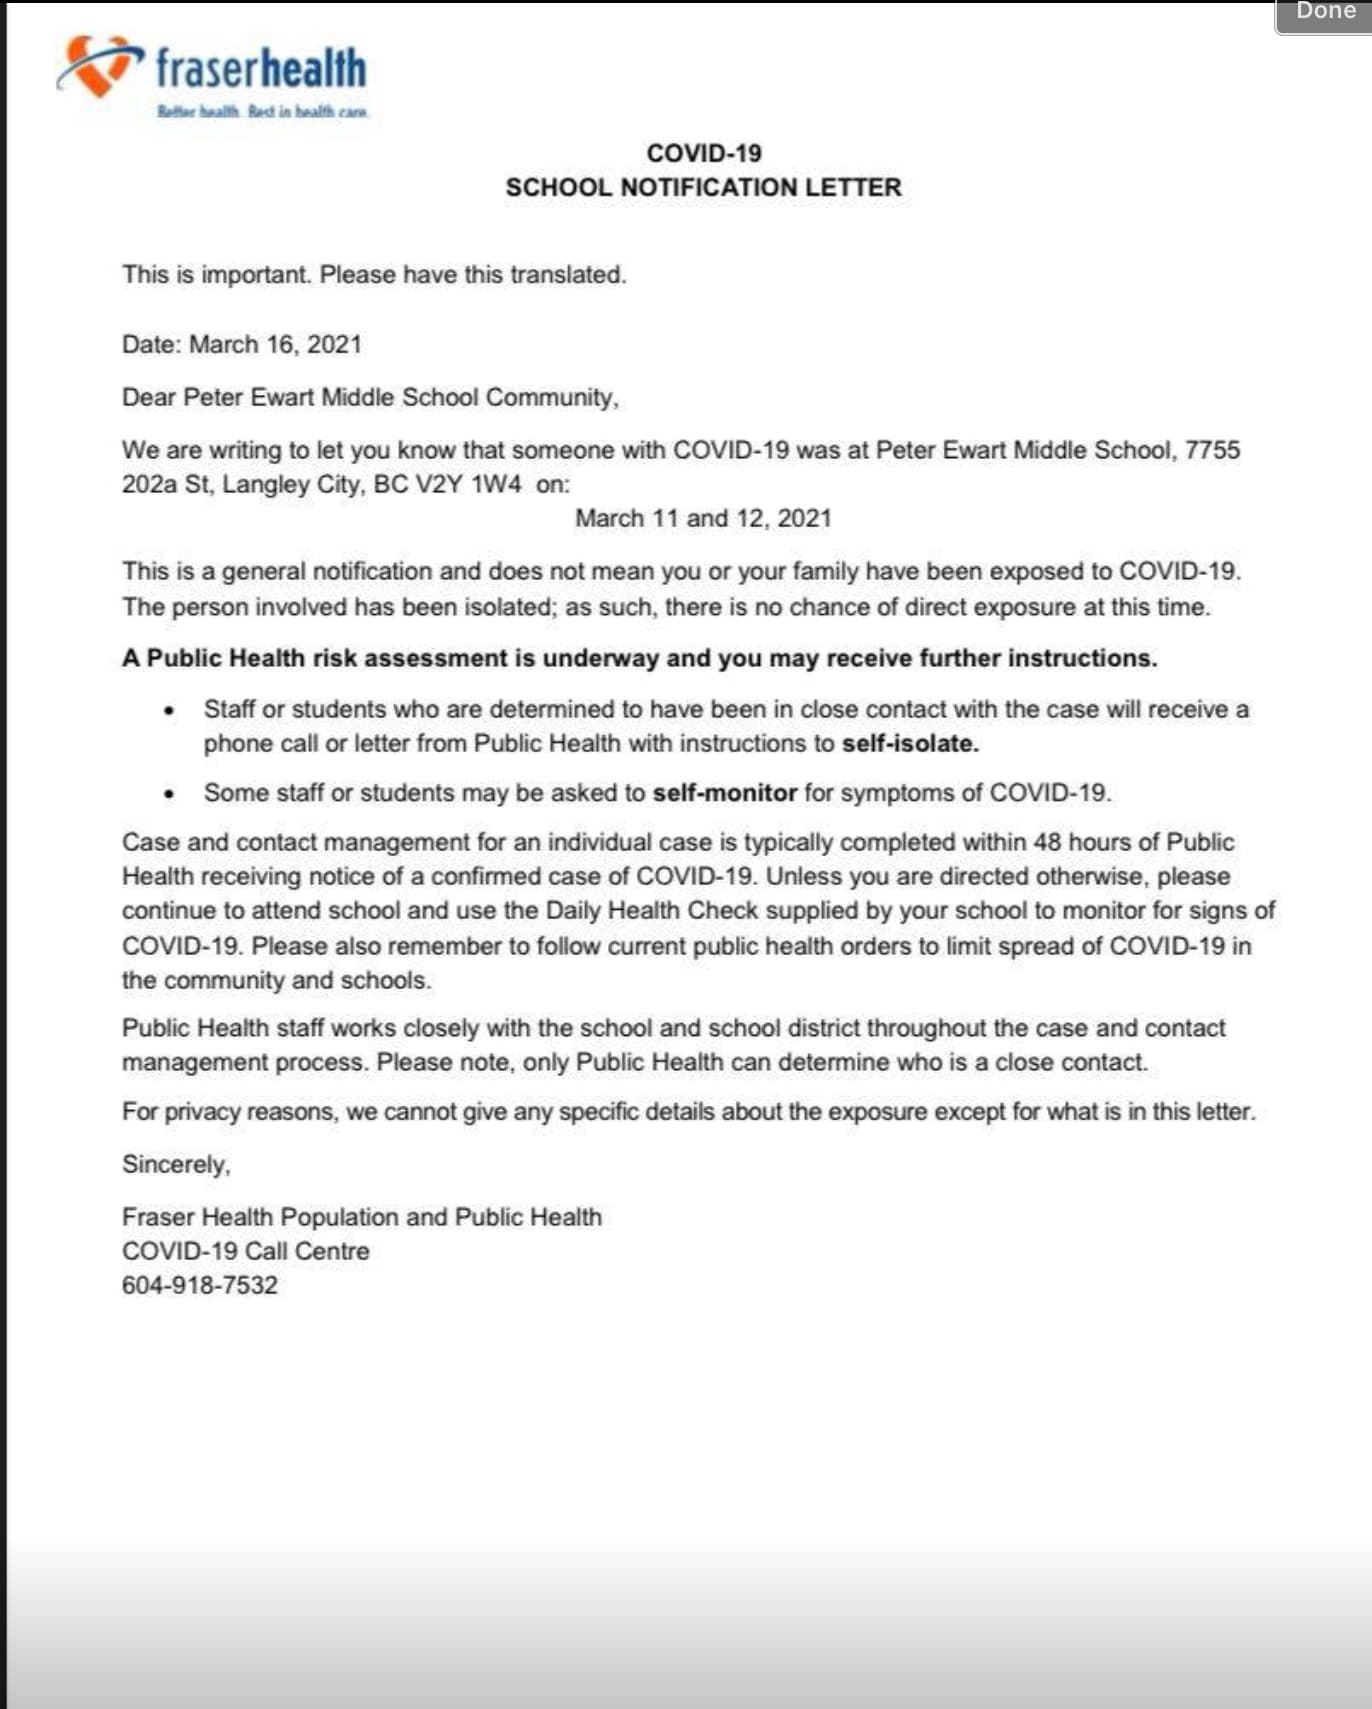 Done
fraserhealth
Better health. Best in health care.
COVID-19
SCHOOL NOTIFICATION LETTER
This is important. Please have this translated.
Date: March 16, 2021
Dear Peter Ewart Middle School Community,
We are writing to let you know that someone with COVID-19 was at Peter Ewart Middle School, 7755
202a St, Langley City, BC V2Y 1W4 on:
March 11 and 12, 2021
This is a general notification and does not mean you or your family have been exposed to COVID-19.
The person involved has been isolated; as such, there is no chance of direct exposure at this time.
A Public Health risk assessment is underway and you may receive further instructions.
• Staff or students who are determined to have been in close contact with the case will receive a
phone call or letter from Public Health with instructions to self-isolate.
• Some staff or students may be asked to self-monitor for symptoms of COVID-19.
Case and contact management for an individual case is typically completed within 48 hours of Public
Health receiving notice of a confirmed case of COVID-19. Unless you are directed otherwise, please
continue to attend school and use the Daily Health Check supplied by your school to monitor for signs of
COVID-19. Please also remember to follow current public health orders to limit spread of COVID-19 in
the community and schools.
Public Health staff works closely with the school and school district throughout the case and contact
management process. Please note, only Public Health can determine who is a close contact.
For privacy reasons, we cannot give any specific details about the exposure except for what is in this letter.
Sincerely,
Fraser Health Population and Public Health
COVID-19 Call Centre
604-918-7532